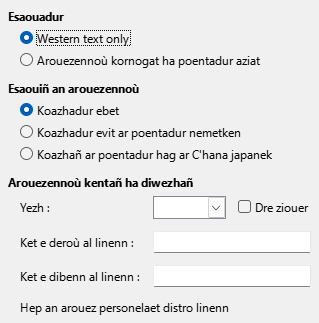 Esaouadur
Western text only
Arouezennoù kornogat ha poentadur aziat
Esaouiñ an arouezennoù
Koazhadur ebet
Koazhadur evit ar poentadur nemetken
Koazhañ ar poentadur hag ar C'hana japanek
Arouezennoù kentañ ha diwezhañ
Yezh :
Dre ziouer
Ket e deroù al linenn :
Ket e dibenn al linenn :
Hep an arouez personelaet distro linenn